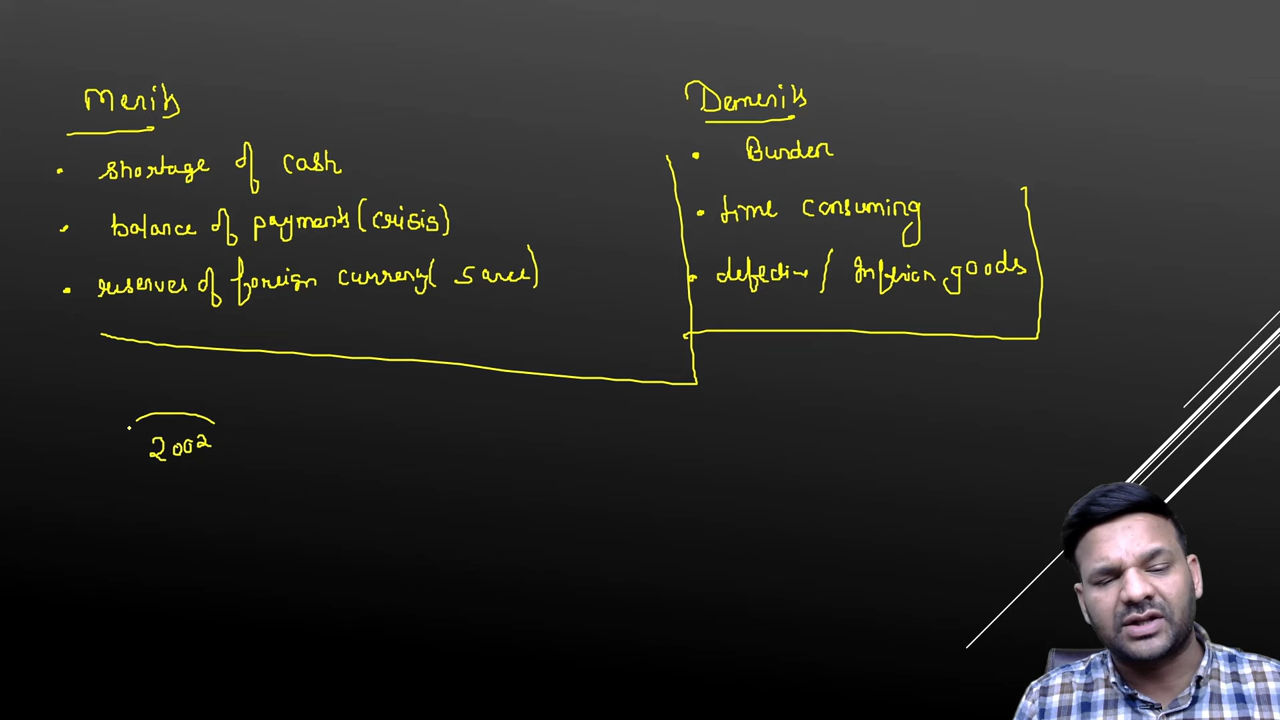 Merits
• shortage of cash
• balance of payments (crisis)
• reserves of foreign currency (save)
Demerits
• Burden
• time consuming
• defective / Inferior goods
2002